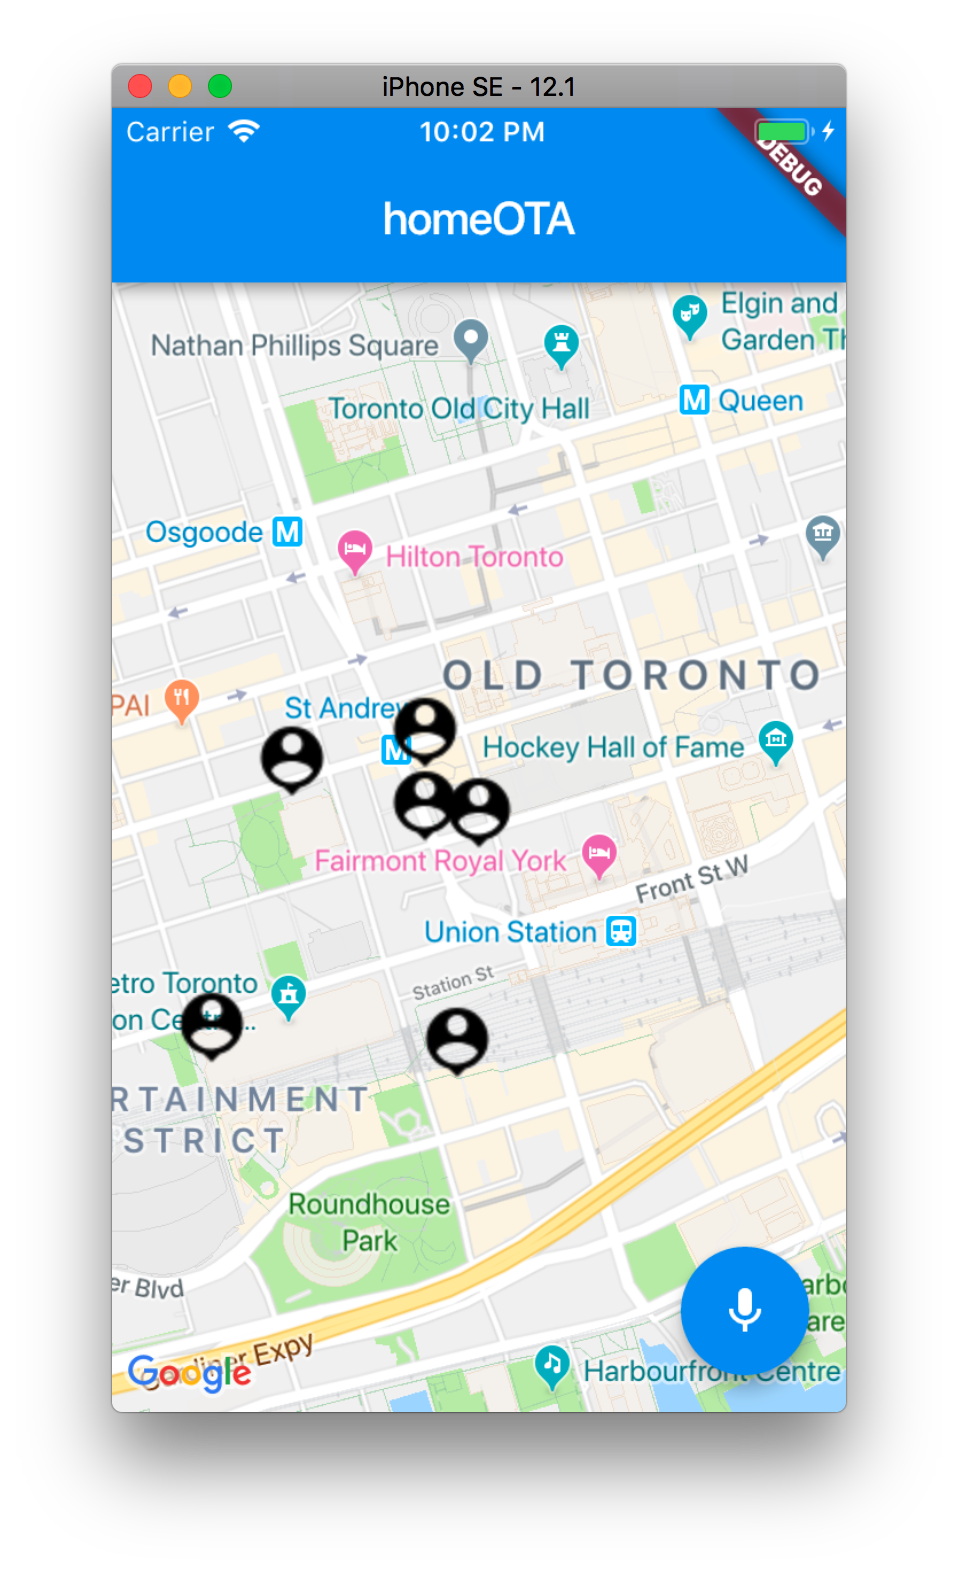 iPhone SE - 12.1
Carrier
10:02 PM
DEBUG
homeOTA
Elgin and
Garden Th
Nathan Phillips Square
Toronto Old City Hall
M Queen
Osgoode M
Hilton Toronto
OLD TORONTO
PAI
St Andrew
M
Hockey Hall of Fame
Fairmont Royal York
Front St W
Union Station
Station St
etro Toronto
on Ce
..
RTAINMENT
STRICT
Roundhouse
Park
er Blvd
arbo
are
Expy
Google
Harbourfront Centre